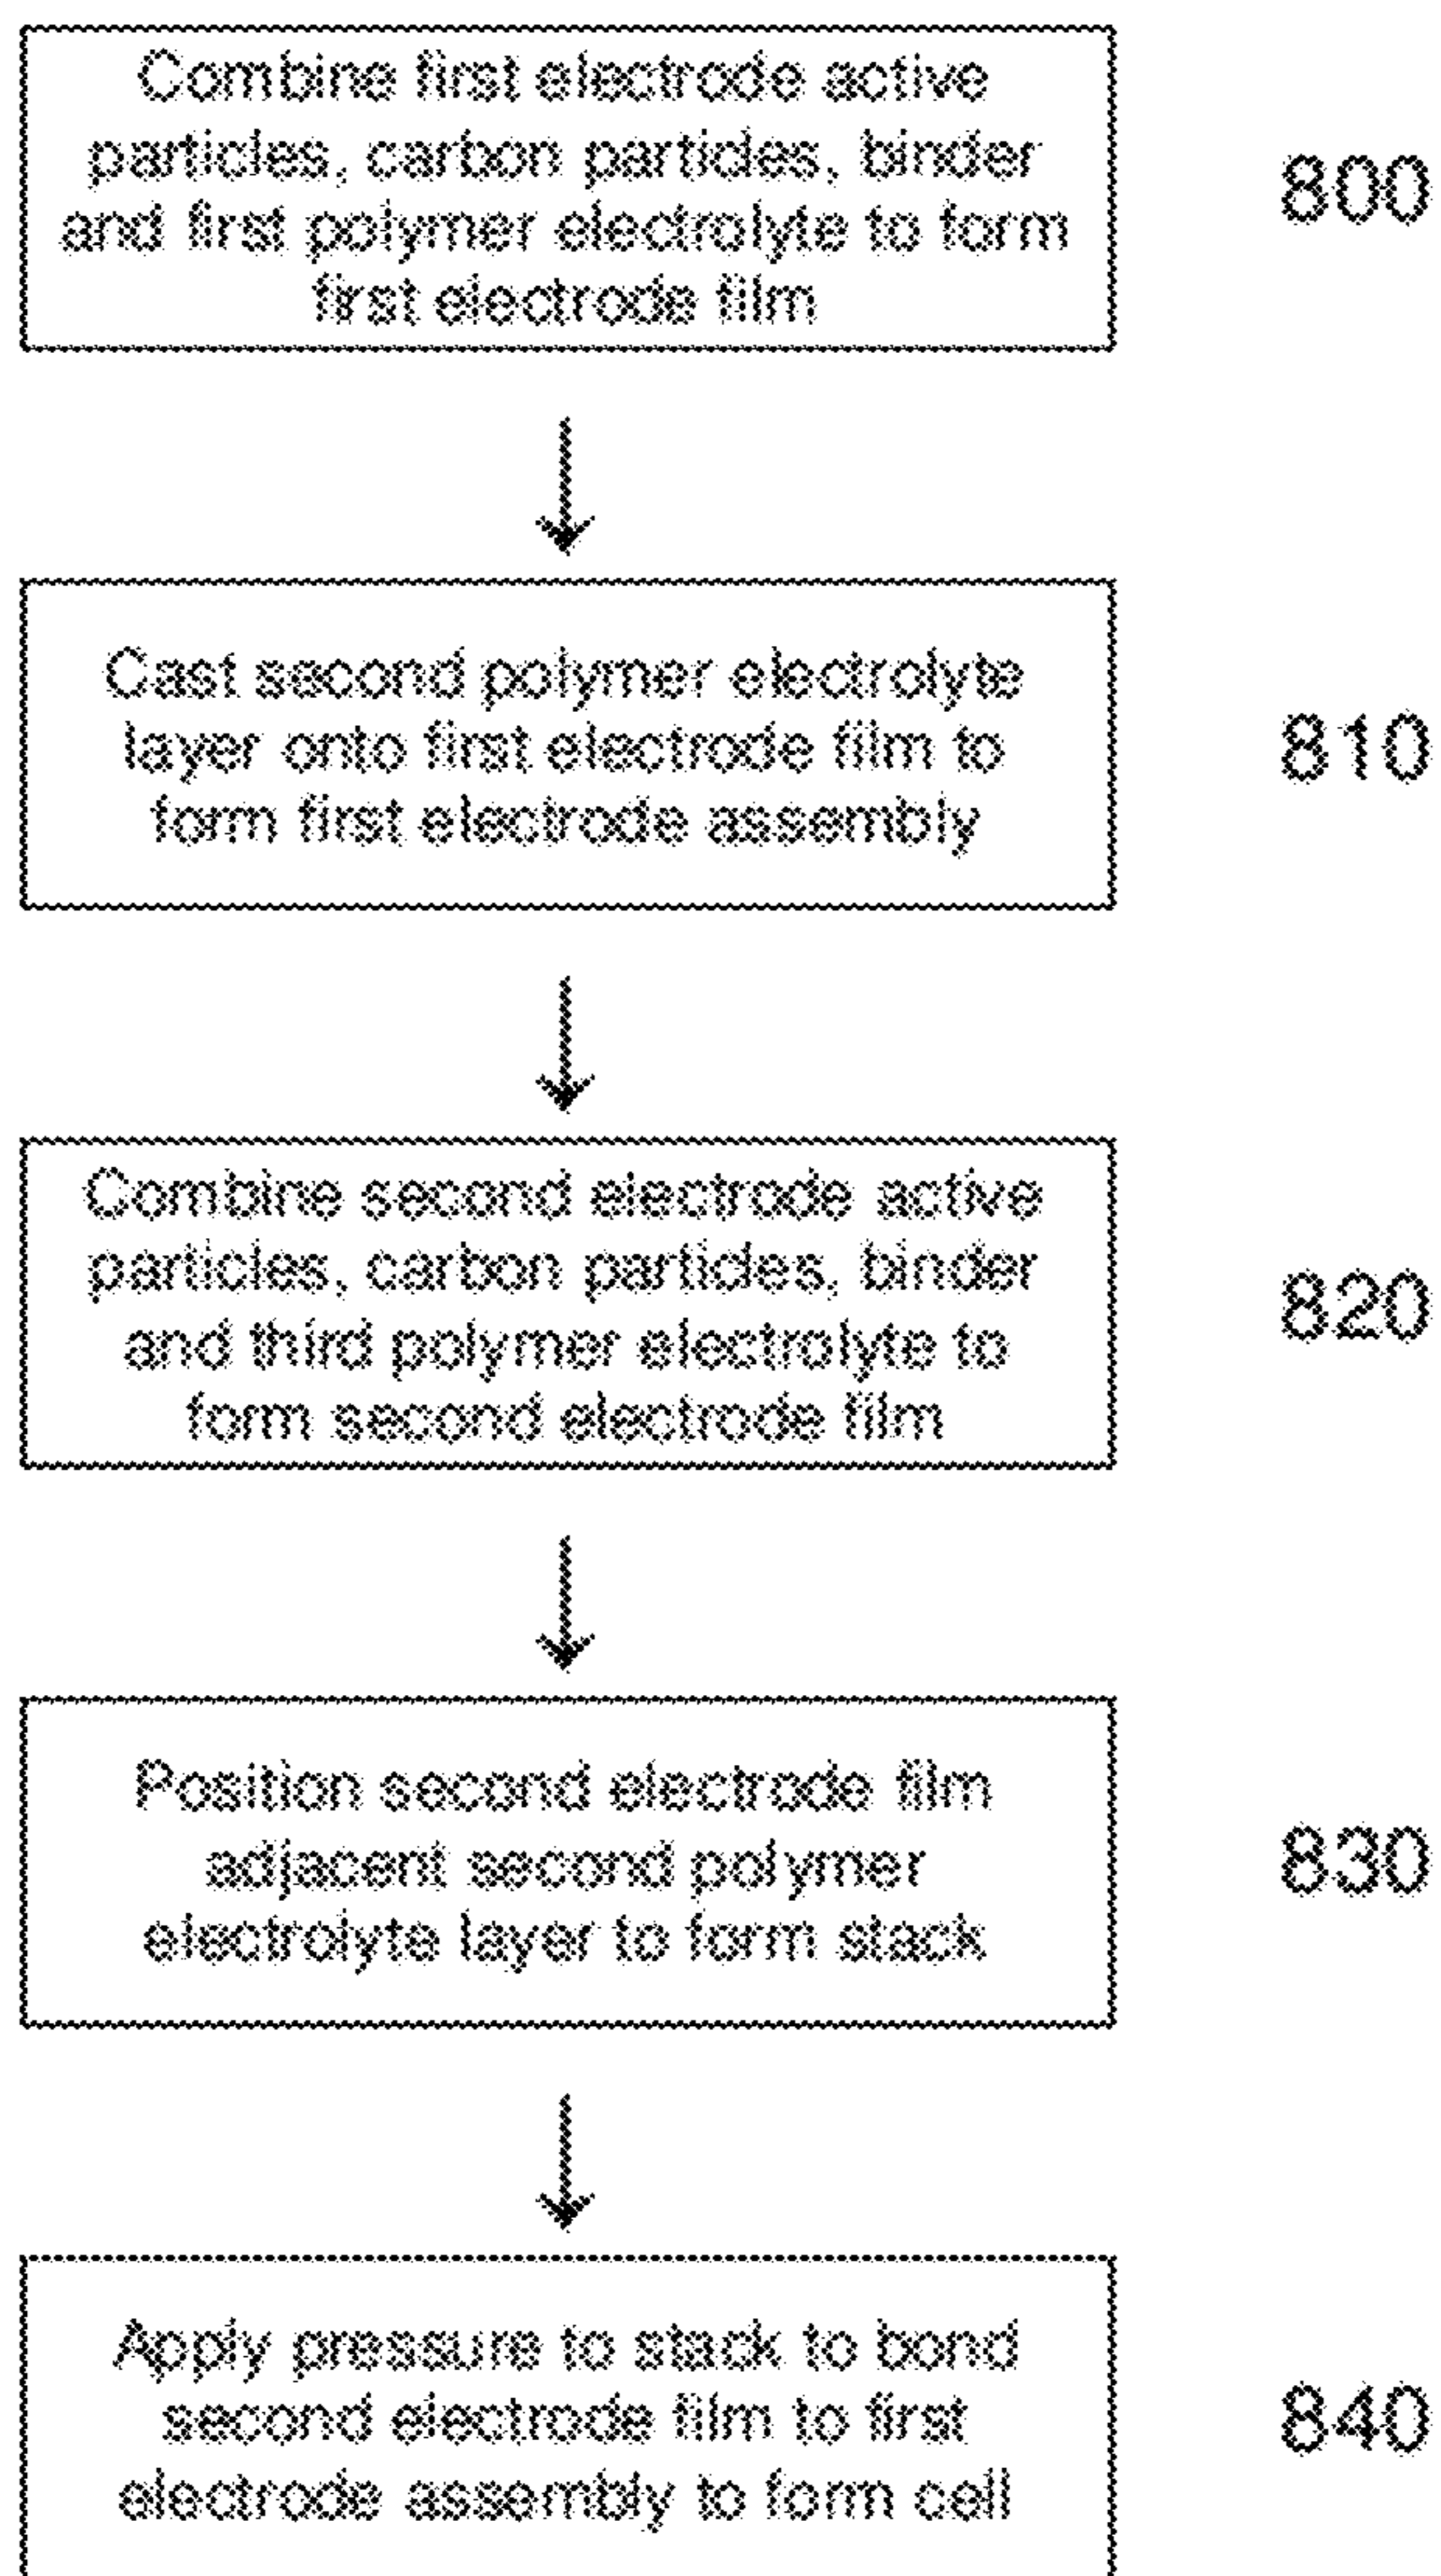 Combine first electrode active
particles, carbon particles, binder
and first polymer electrolyte to form
first electrode film
800
Cast second polymer electrolyte
layer onto first electrode film to
form first electrode assembly
810
Combine second electrode active
particles, carbon particles, binder
and third polymer electrolyte to
form second electrode film
820
Position second electrode film
adjacent second polymer
electrolyte layer to form stack
830
Apply pressure to stack to bond
second electrode film to first
electrode assembly to form cell
840